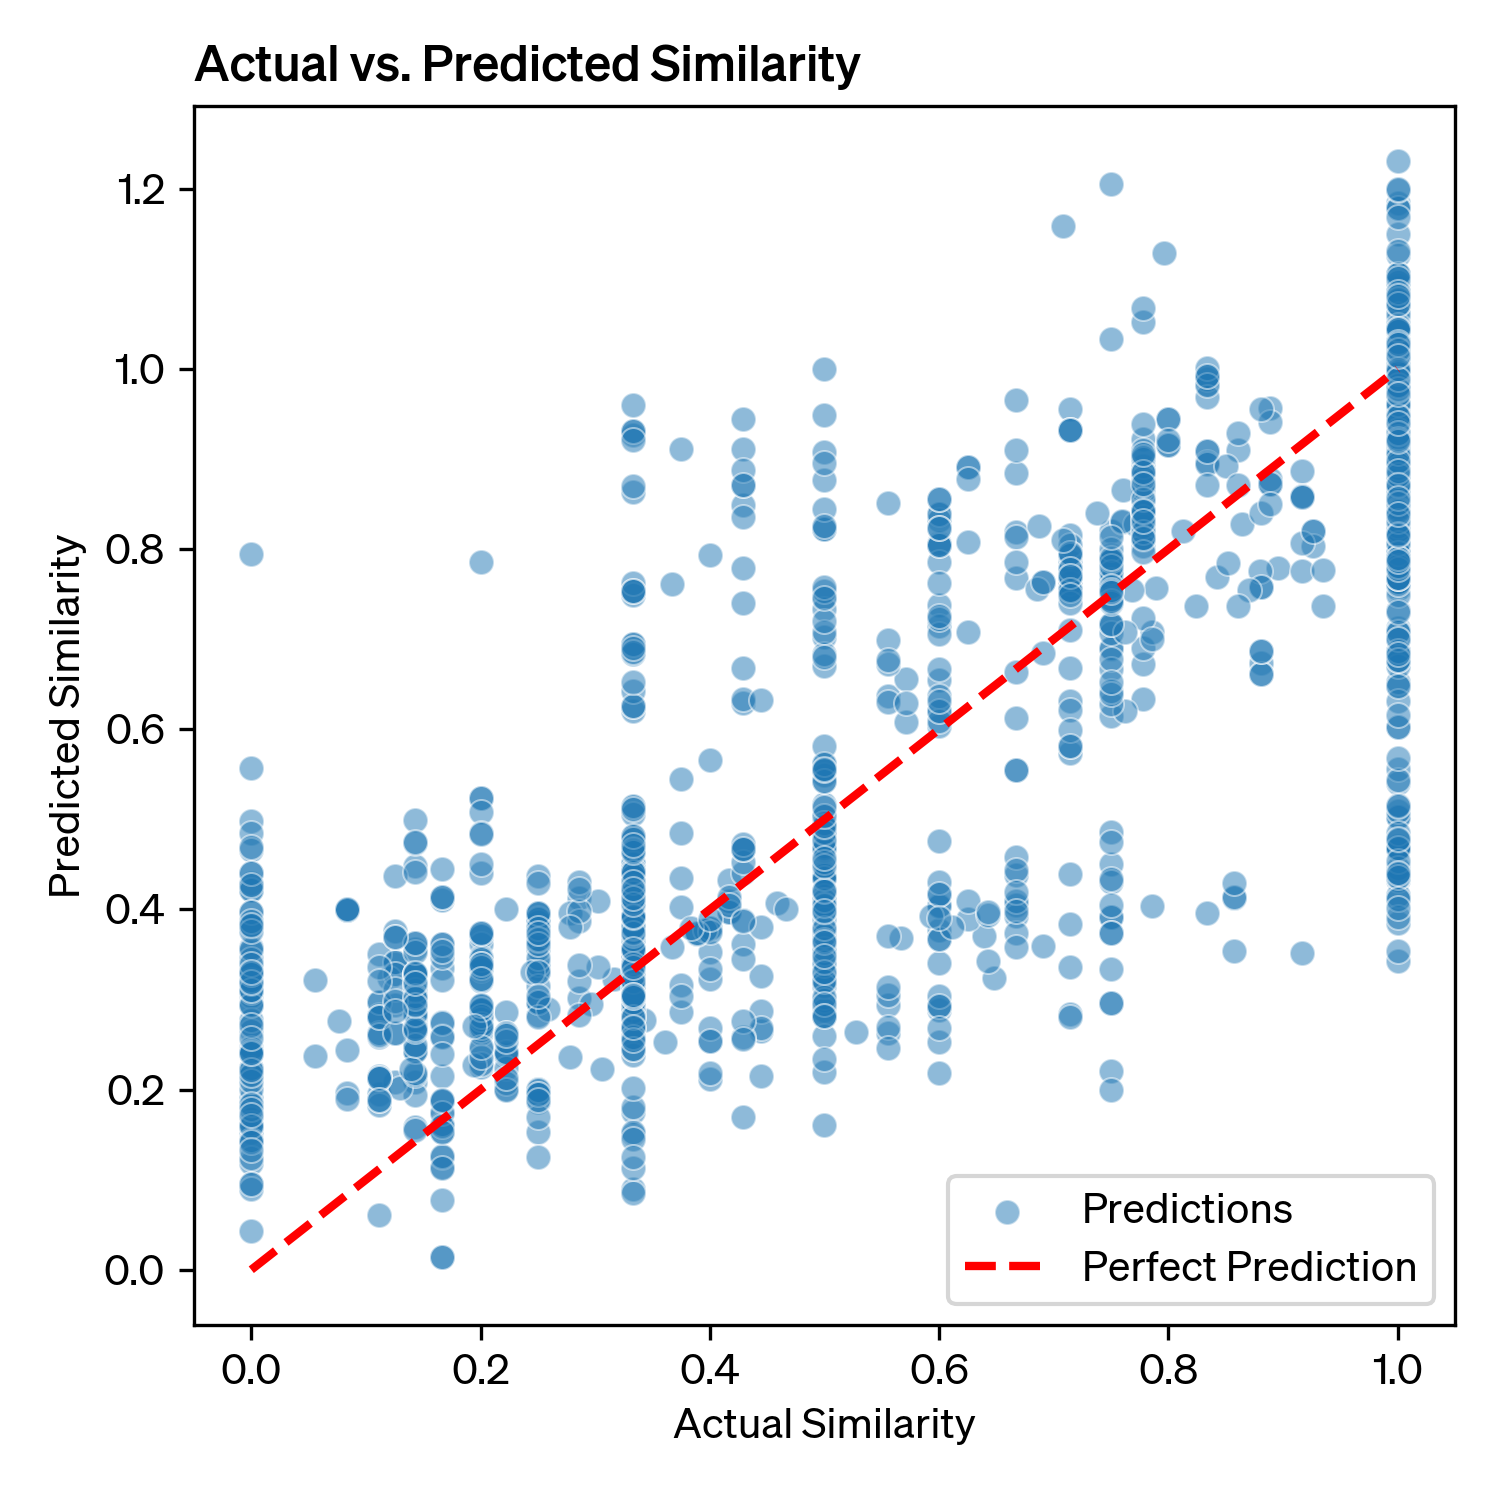 Actual vs. Predicted Similarity
1.2
1.0
0.8
0.6
0.4
0.2
0.0
Predicted Similarity
0.0 0.2 0.4 0.6 0.8 1.0
Actual Similarity
Predictions
Perfect Prediction